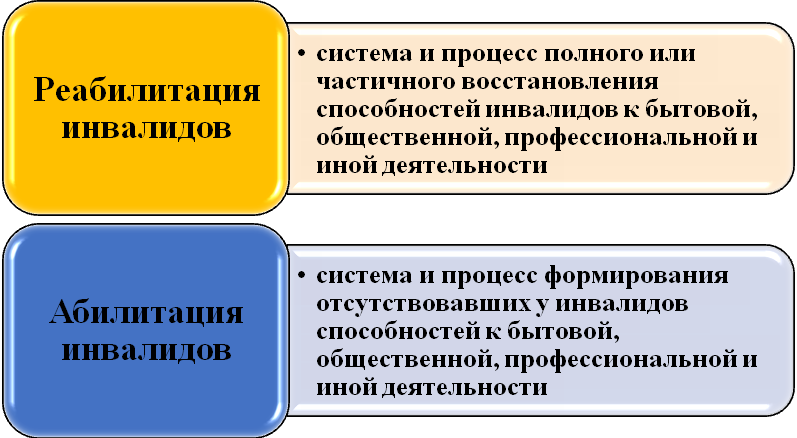 Реабилитация
инвалидов
• система и процесс полного или
частичного восстановления
способностей инвалидов к бытовой,
общественной, профессиональной и
иной деятельности
Абилитация
инвалидов
• система и процесс формирования
отсутствовавших у инвалидов
способностей к бытовой,
общественной, профессиональной и
иной деятельности